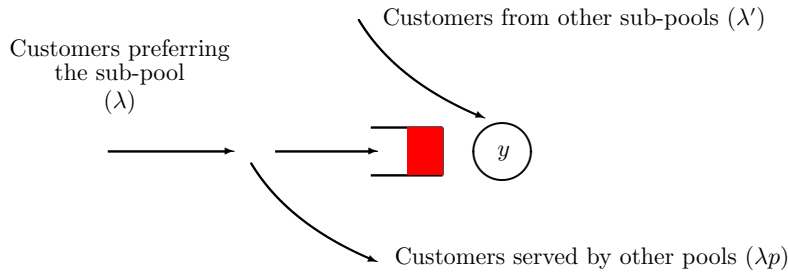 Customers from other sub-pools (λ′)
Customers preferring
the sub-pool
(λ)
y
Customers served by other pools (λp)